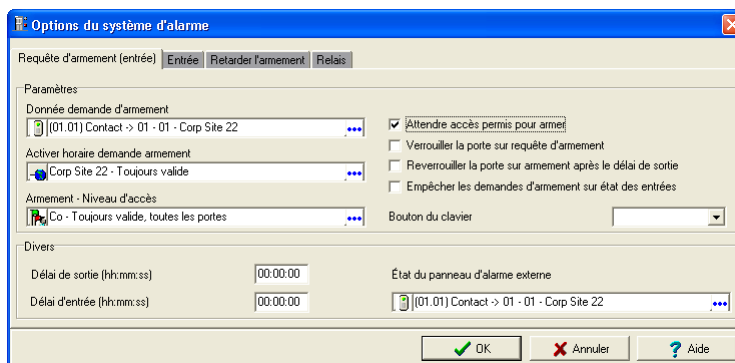 Options du système d'alarme
Requête d'armement (entrée) Entrée Retarder l'armement Relais
Paramètres
Donnée demande d'armement
(01.01) Contact -> 01 - 01 - Corp Site 22
Attendre accès permis pour armer
Verrouiller la porte sur requête d'armement
Activer horaire demande armement
Corp Site 22 - Toujours valide
Reverrouiller la porte sur armement après le délai de sortie
Empêcher les demandes d'armement sur état des entrées
Armement - Niveau d'accès
Co - Toujours valide, toutes les portes
Bouton du clavier
Divers
Délai de sortie (hh:mm:ss) 00:00:00
État du panneau d'alarme externe
Délai d'entrée (hh:mm:ss) 00:00:00
(01.01) Contact -> 01 - 01 - Corp Site 22
OK Annuler ? Aide